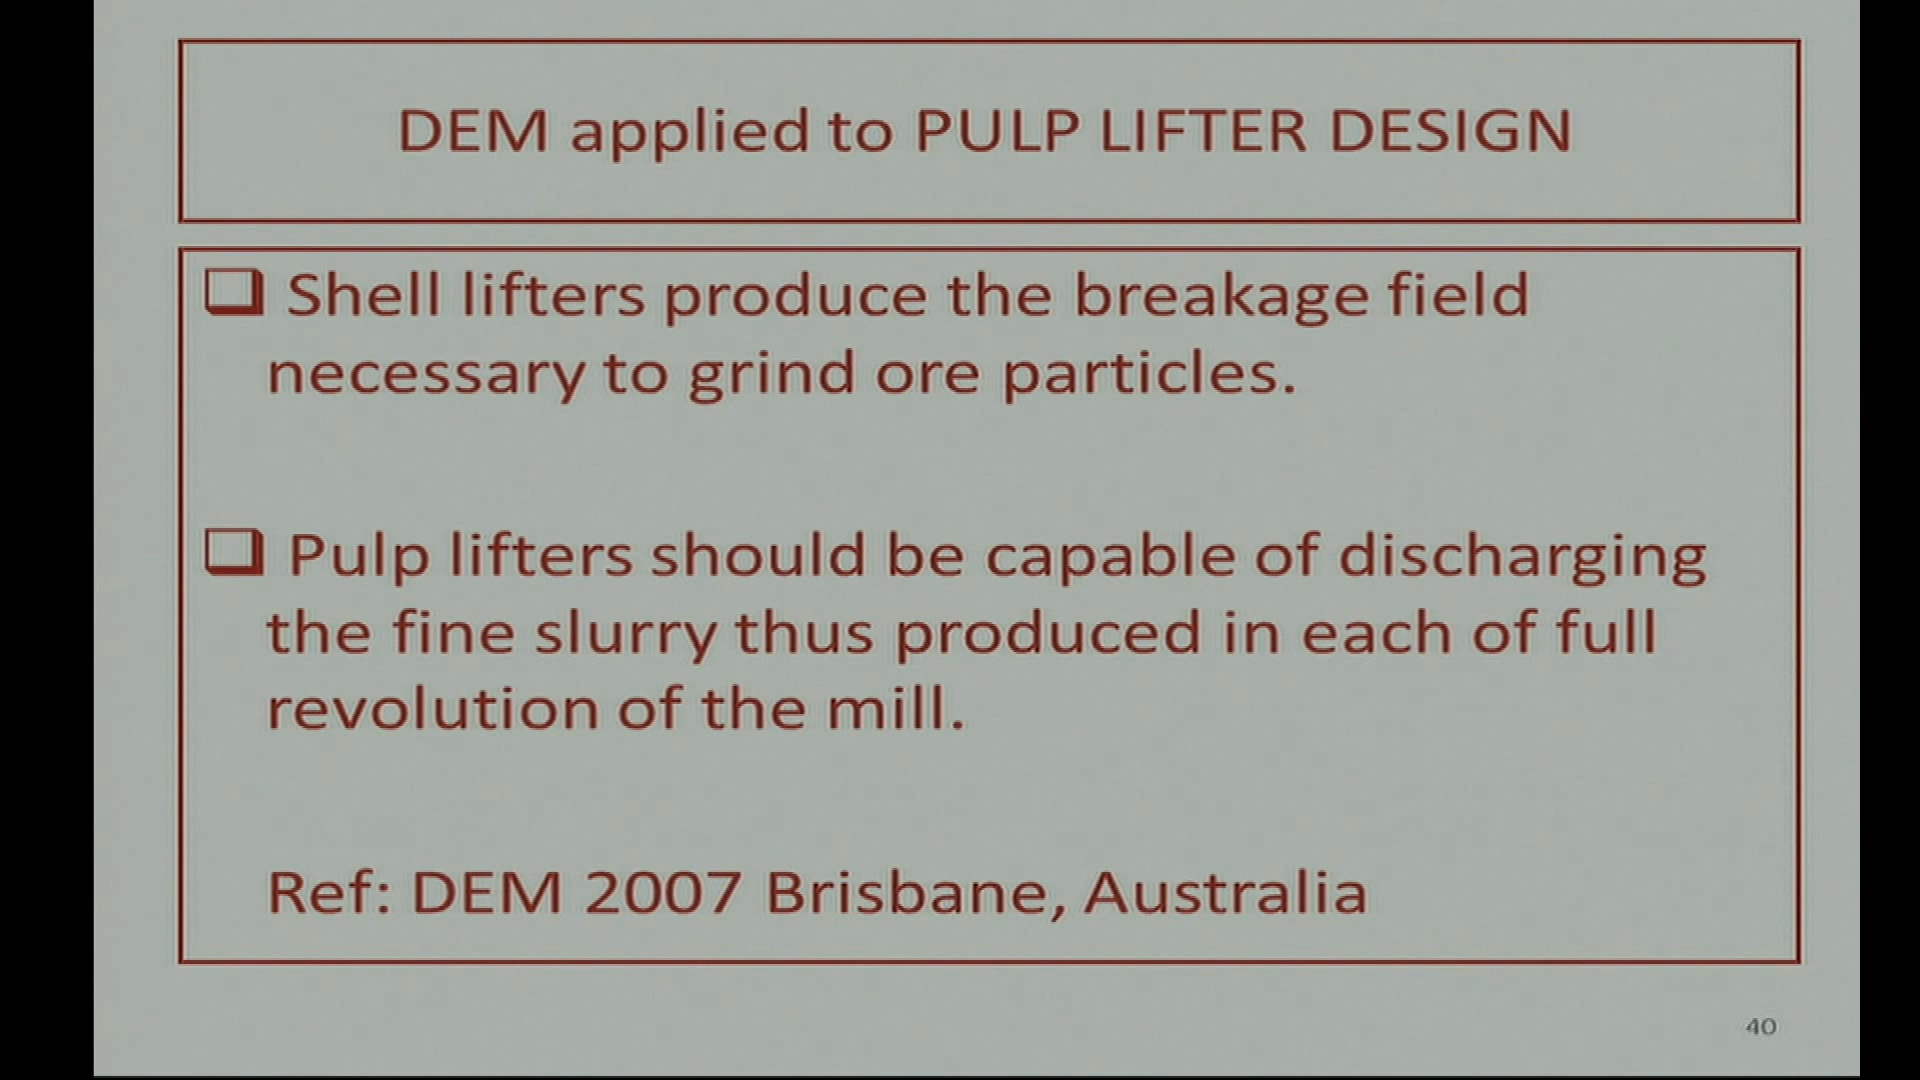 DEM applied to PULP LIFTER DESIGN
Shell lifters produce the breakage field
necessary to grind ore particles.
Pulp lifters should be capable of discharging
the fine slurry thus produced in each of full
revolution of the mill.
Ref: DEM 2007 Brisbane, Australia
40